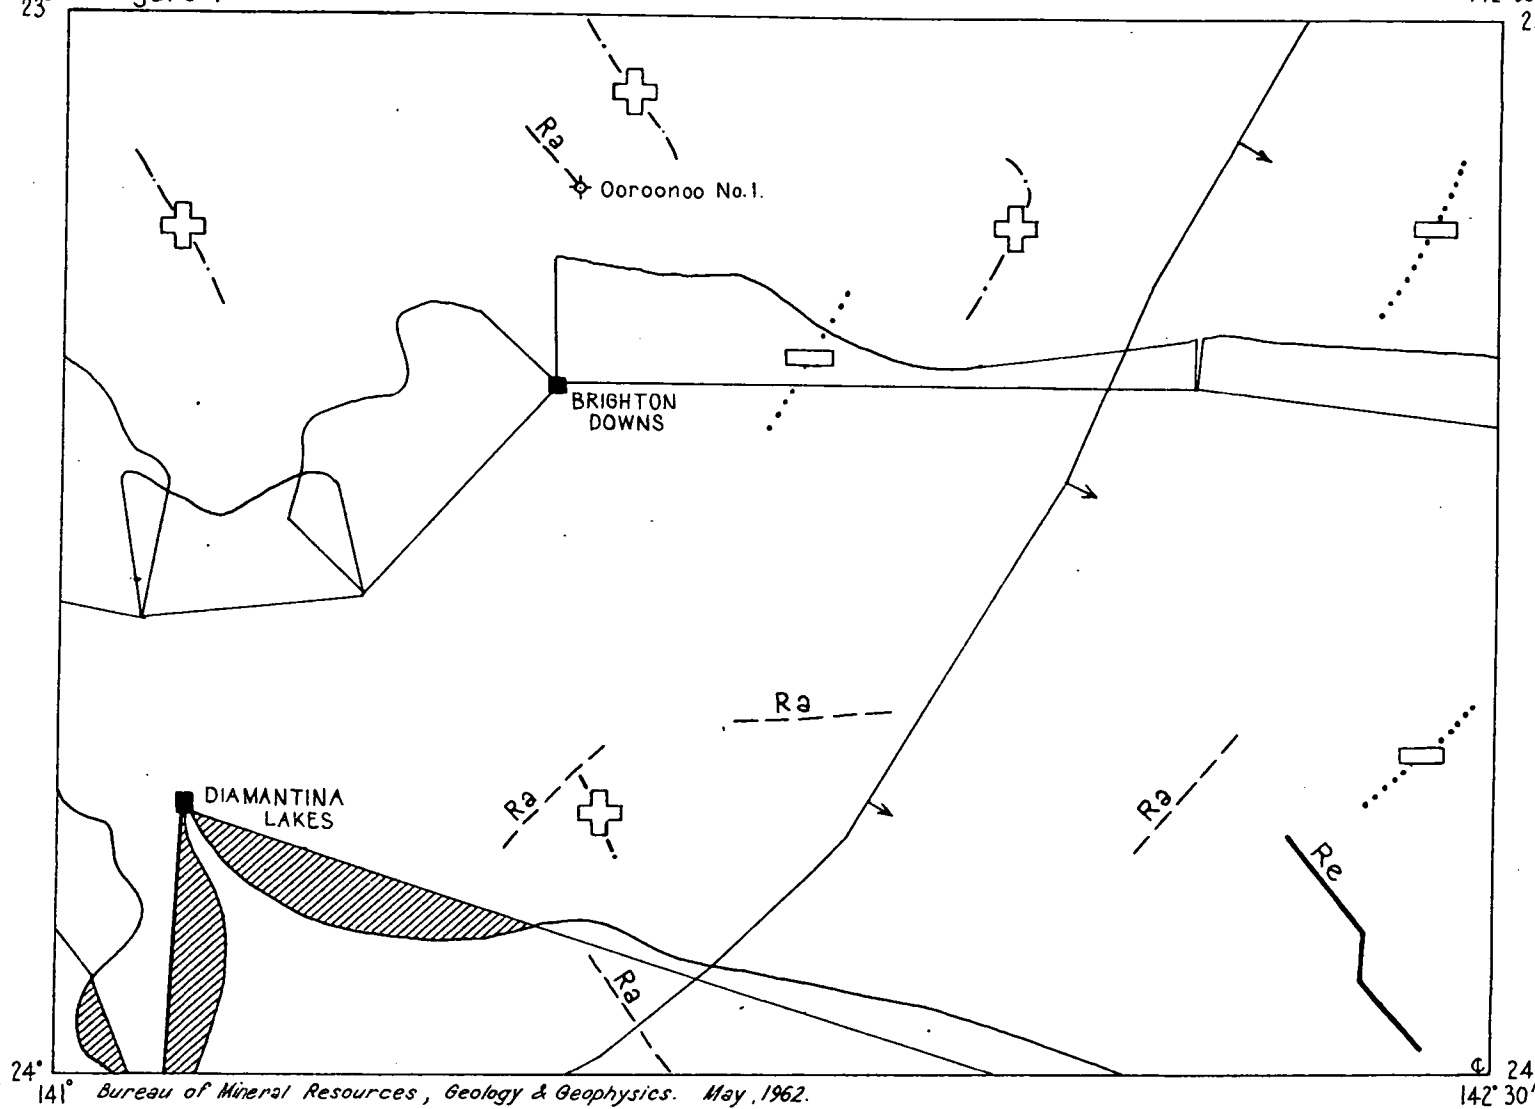 23°
Ra
Ooroonoo No.1.
BRIGHTON
DOWNS
Ra
DIAMANTINA
LAKES
Ra
Ra
Re
Ra
24°
24
141°
Bureau of Mineral Resources, Geology & Geophysics. May, 1962.
142° 30'